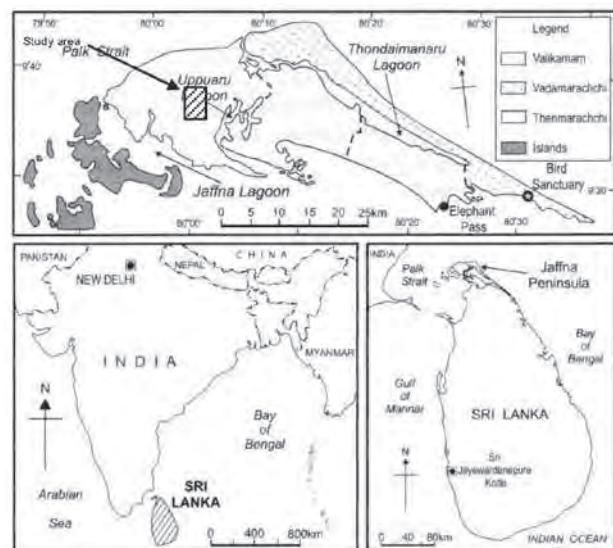 79°50' 80°00' 80°10' 80°20' 80°30'
Study area
Palk Strait
9°40'
Uppuaru
Thondaimanaru
Lagoon
Jaffna Lagoon
Legend
Valikamam
Vadamarachchi
Thenmarachchi
Islands
Bird
Sanctuary
9°30'
Elephant
Pass
80°00' 80°20' 80°30'
0 5 10 15 20 25km
N
PAKISTAN
NEW DELHI
NEPAL
CHINA
MYANMAR
INDIA
N
Bay
of
Bengal
Arabian
Sea
SRI
LANKA
0 400 800km
INDIA
Palk
Strait
Jaffna
Peninsula
Bay
of
Bengal
Gulf
of
Mannar
SRI LANKA
Sri
Jayewardenepure
Kotte
N
0 40 80km
INDIAN OCEAN